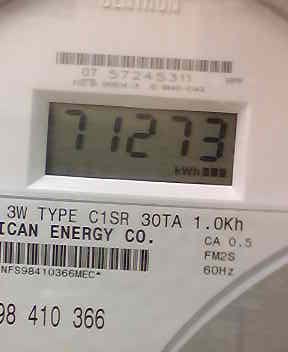 07 57245311
71273
kWh
3W TYPE C1SR 30TA 1.0Kh
ICAN ENERGY CO.
CA 0.5
FM2S
NFS98410366MEC*
60Hz
98 410 366